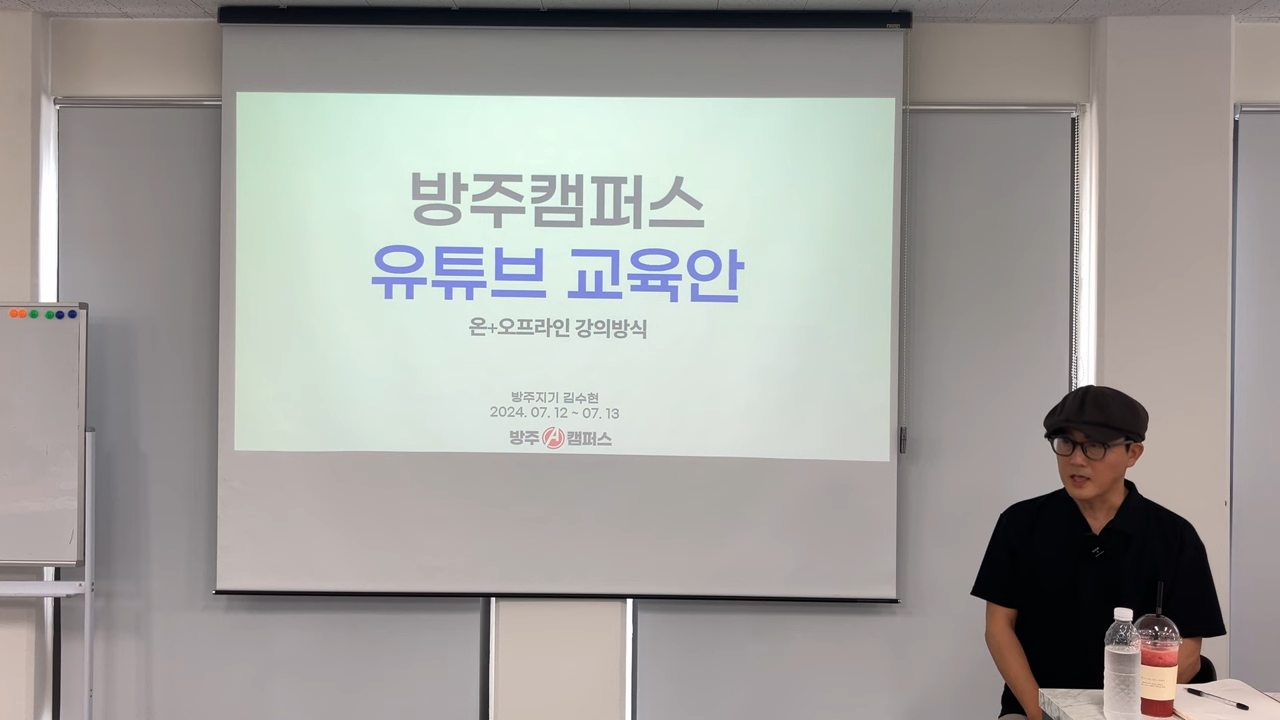 방주캠퍼스
유튜브 교육안
온+오프라인 강의방식
방주지기 김수현
2024. 07. 12 ~ 07. 13
방주 A 캠퍼스